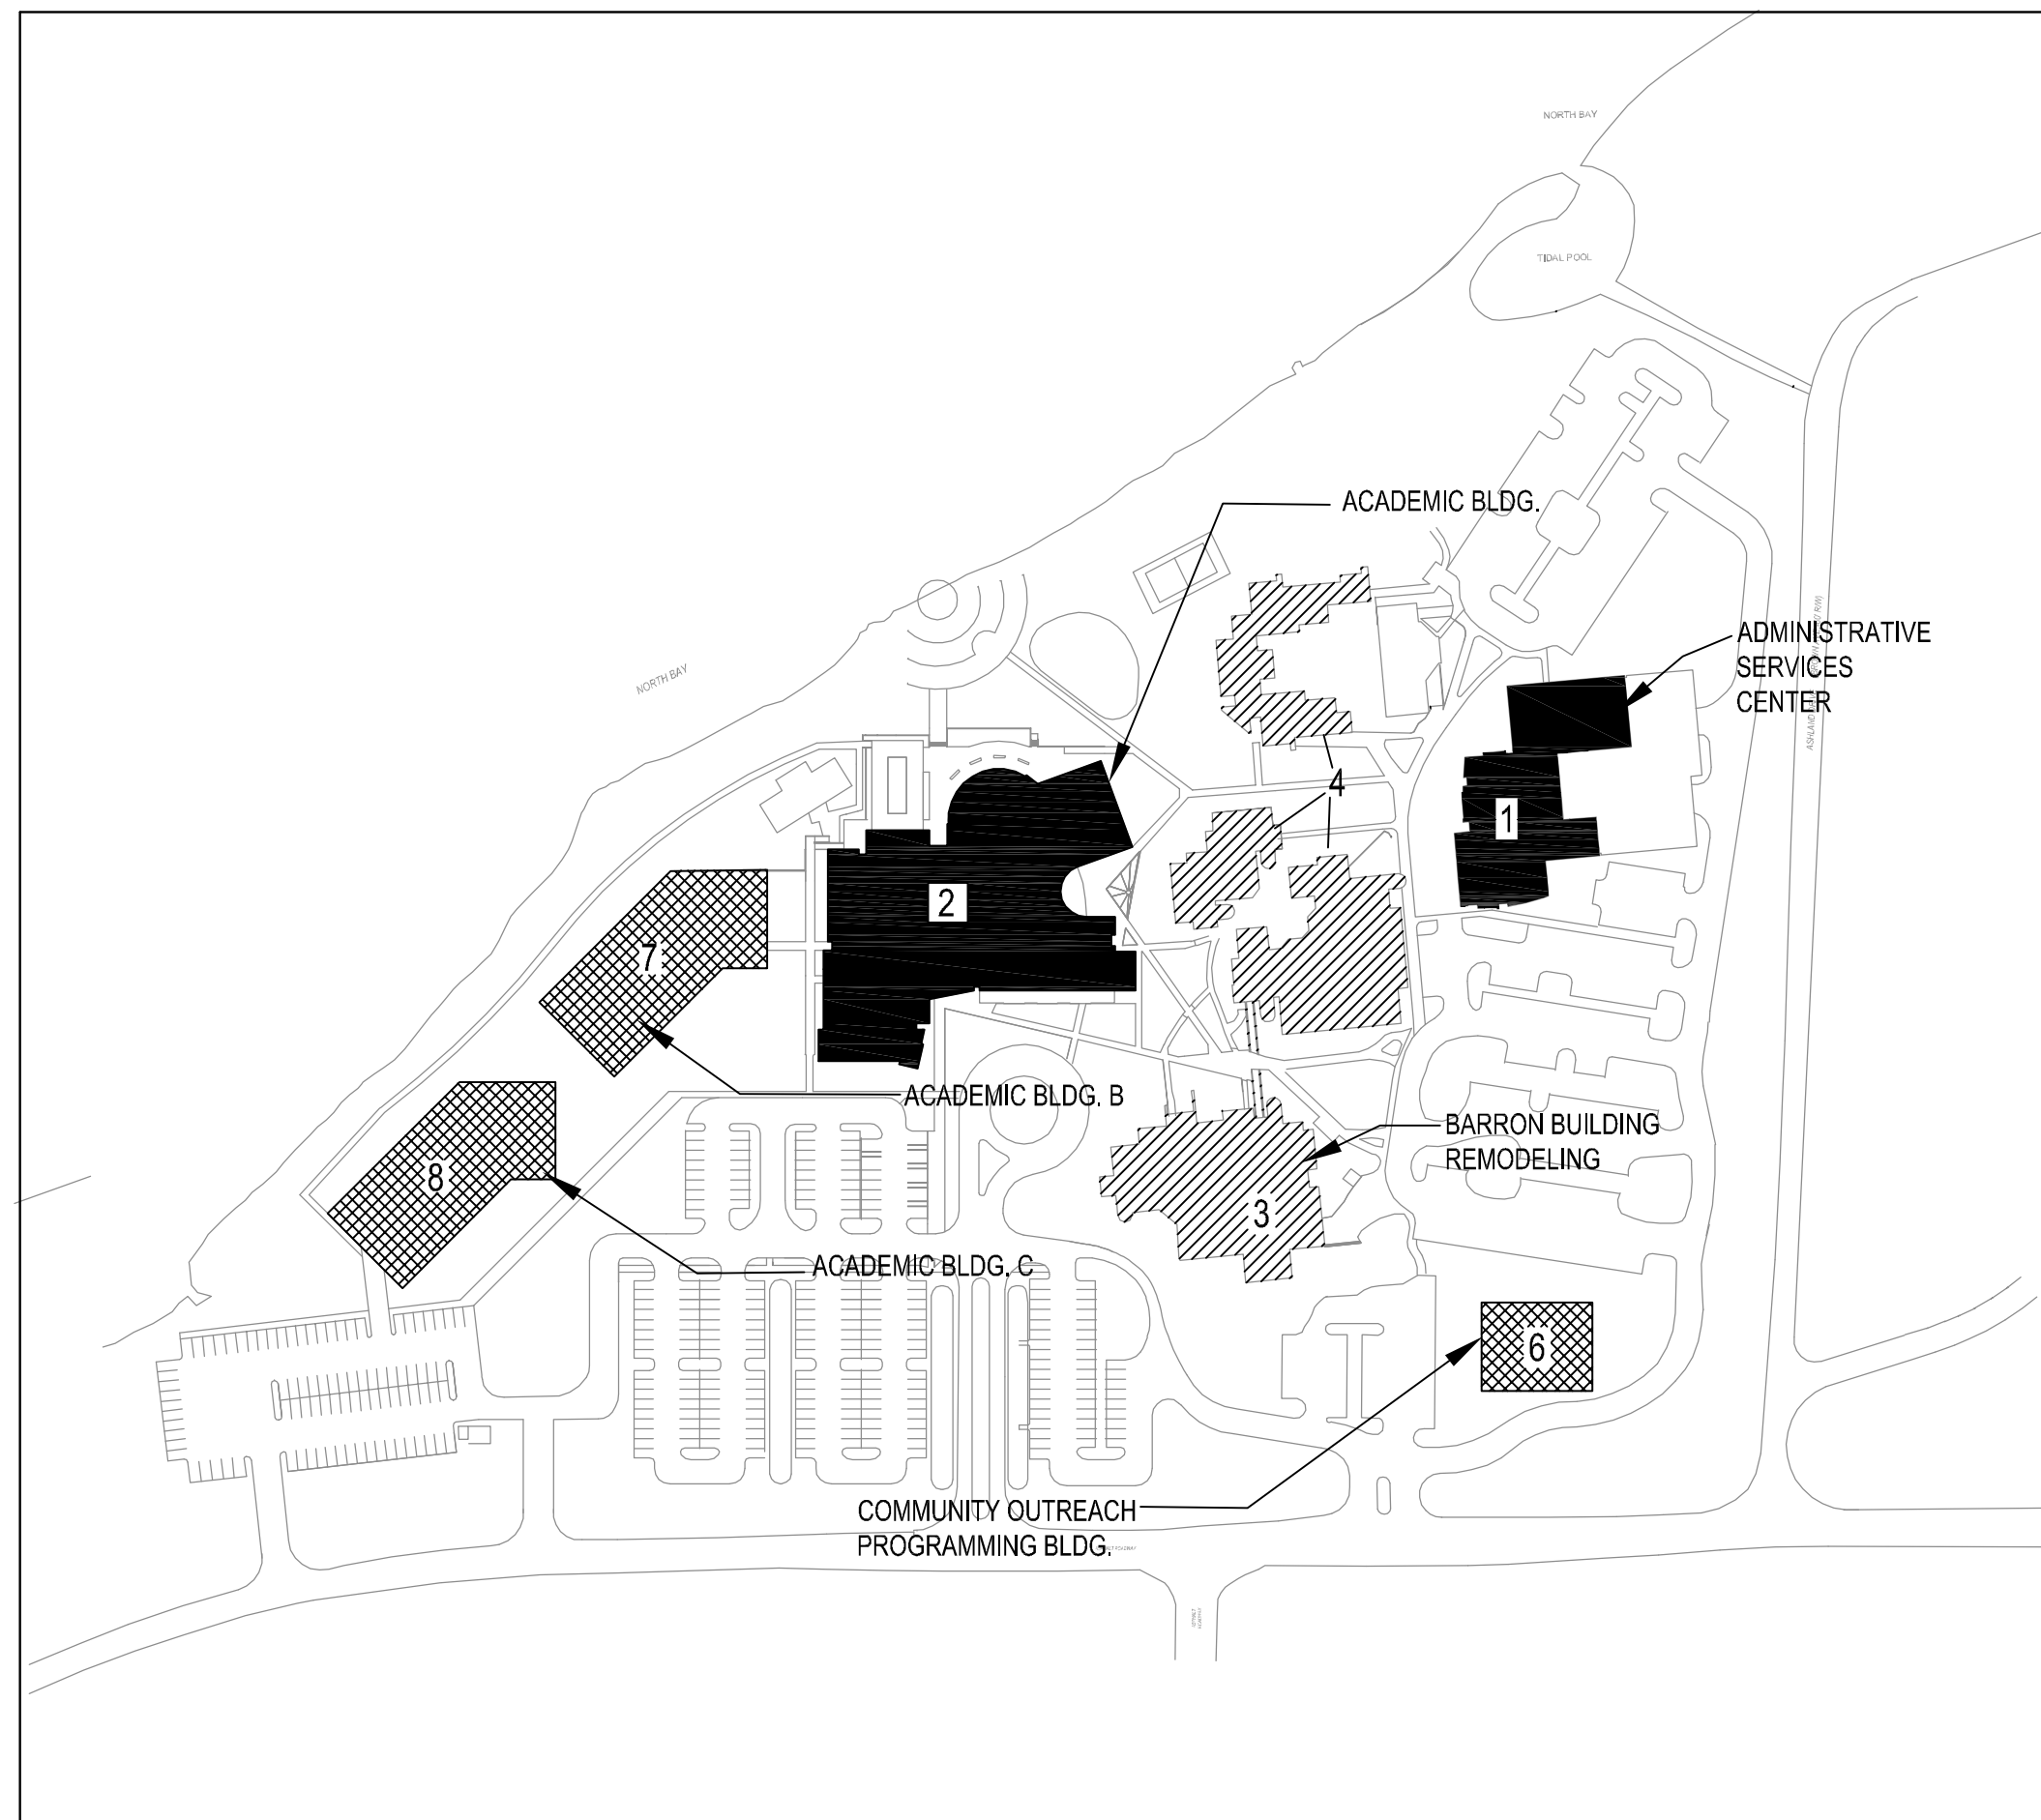 NORTH BAY
TIDAL POOL
ACADEMIC BLDG.
ADMINISTRATIVE
SERVICES
CENTER
NORTH BAY
4
1
2
7
ACADEMIC BLDG. B
BARRON BUILDING
REMODELING
8
3
ACADEMIC BLDG. C
6
COMMUNITY OUTREACH
PROGRAMMING BLDG.